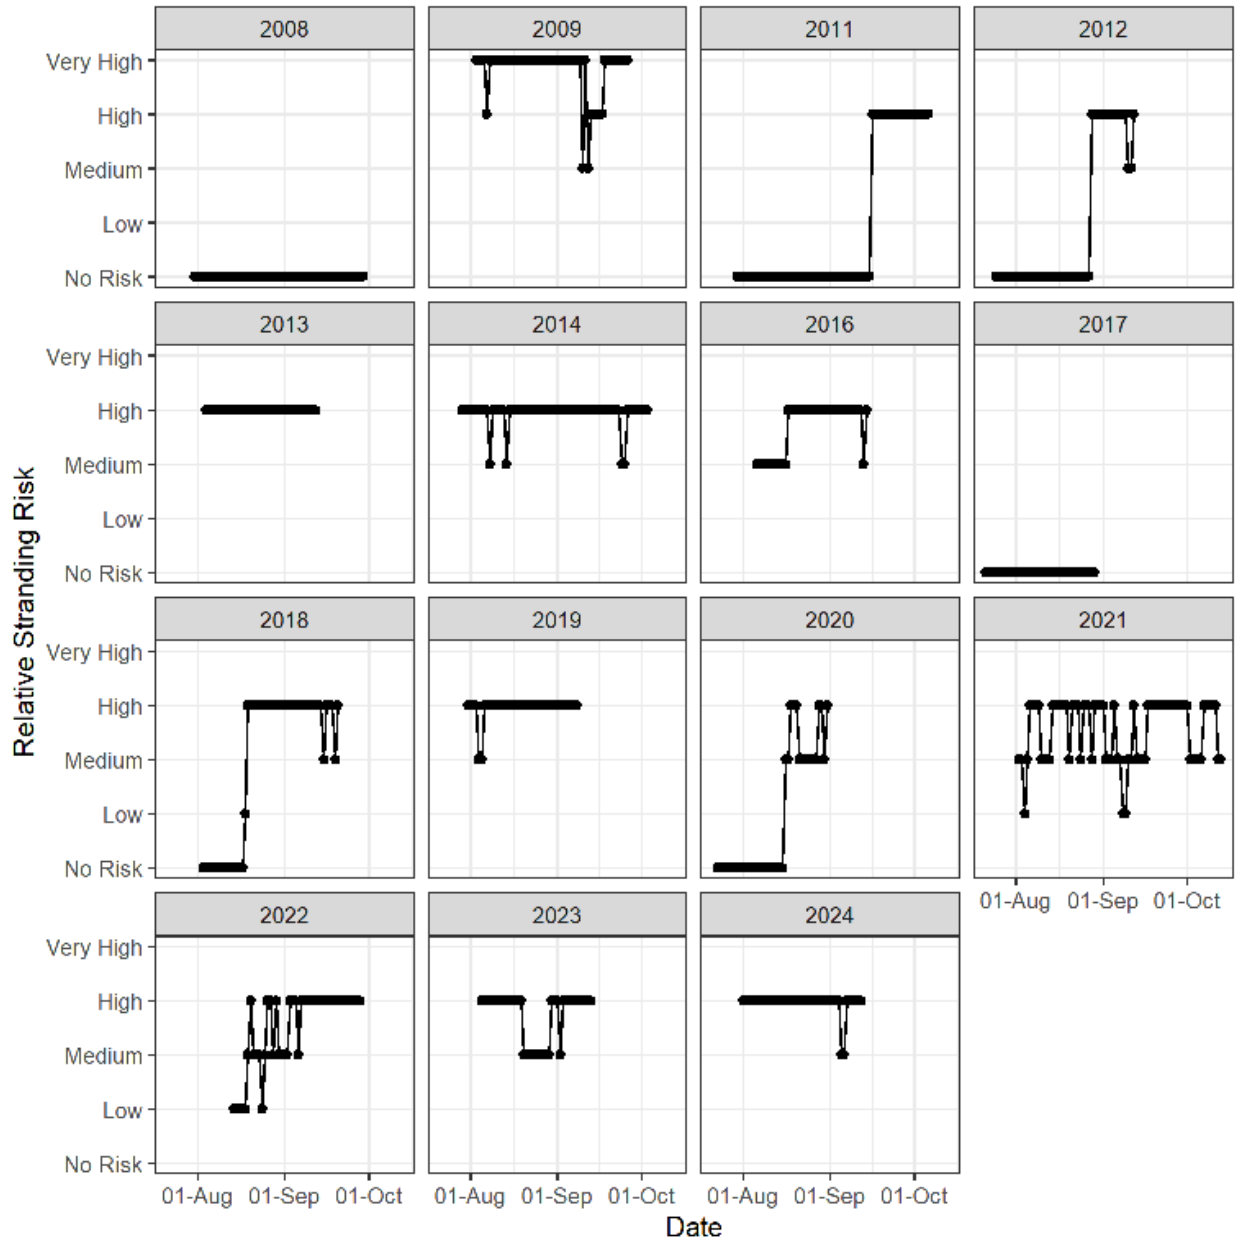 2008 2009 2011 2012
Very High
High
Medium
Low
No Risk
2013 2014 2016 2017
Very High
High
Medium
Low
No Risk
2018 2019 2020 2021
Very High
High
Medium
Low
No Risk
01-Aug 01-Sep 01-Oct
2022 2023 2024
Very High
High
Medium
Low
No Risk
01-Aug 01-Sep 01-Oct 01-Aug 01-Sep 01-Oct 01-Aug 01-Sep 01-Oct
Date
Relative Stranding Risk